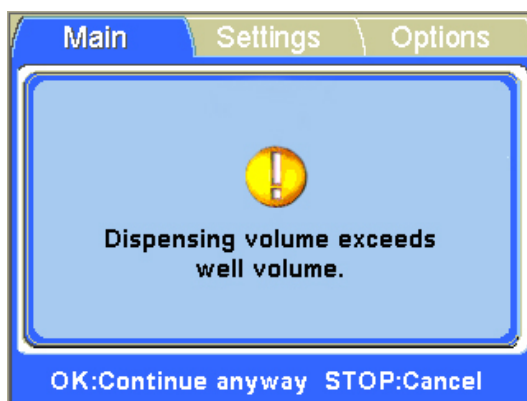 Main Settings Options
Dispensing volume exceeds
well volume.
OK:Continue anyway STOP:Cancel